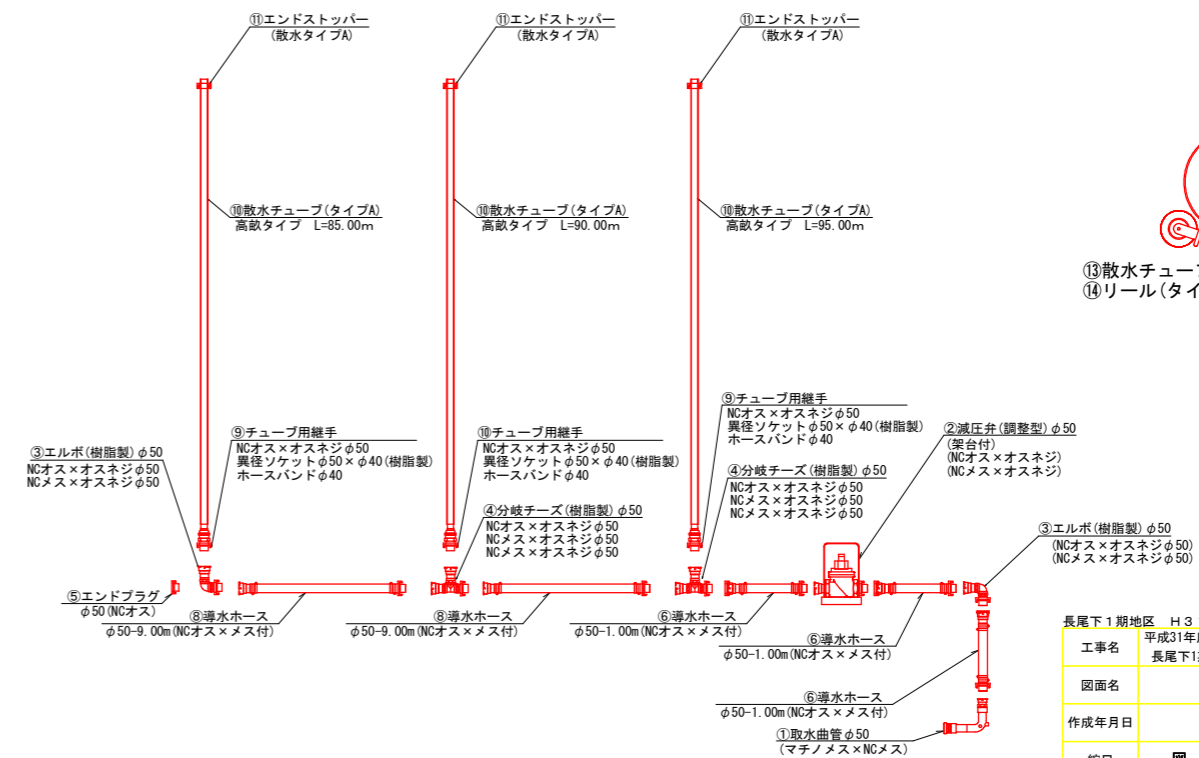 ⑪エンドストッパー
(散水タイプA)
⑪エンドストッパー
(散水タイプA)
⑪エンドストッパー
(散水タイプA)
⑩散水チューブ(タイプA)
高畝タイプ L=85.00m
⑩散水チューブ(タイプA)
高畝タイプ L=90.00m
⑩散水チューブ(タイプA)
高畝タイプ L=95.00m
⑬散水チューブ
⑭リール(タイ
③エルボ(樹脂製)φ50
NCオス×オスネジφ50
NCメス×オスネジφ50
⑨チューブ用継手
NCオス×オスネジφ50
異径ソケットφ50×φ40(樹脂製)
ホースバンドφ40
⑩チューブ用継手
NCオス×オスネジφ50
異径ソケットφ50×φ40(樹脂製)
ホースバンドφ40
⑨チューブ用継手
NCオス×オスネジφ50
異径ソケットφ50×φ40(樹脂製)
ホースバンドφ40
②減圧弁(調整型)φ50
(架台付)
(NCオス×オスネジ)
(NCメス×オスネジ)
④分岐チーズ(樹脂製)φ50
NCオス×オスネジφ50
NCメス×オスネジφ50
NCメス×オスネジφ50
④分岐チーズ(樹脂製)φ50
NCオス×オスネジφ50
NCメス×オスネジφ50
NCメス×オスネジφ50
③エルボ(樹脂製)φ50
(NCオス×オスネジφ50)
(NCメス×オスネジφ50)
⑤エンドプラグ
φ50(NCオス)
⑧導水ホース
φ50-9.00m(NCオス×メス付)
⑧導水ホース
φ50-9.00m(NCオス×メス付)
⑥導水ホース
φ50-1.00m(NCオス×メス付)
⑥導水ホース
φ50-1.00m(NCオス×メス付)
⑥導水ホース
φ50-1.00m(NCオス×メス付)
①取水曲管φ50
(マチノメス×NCメス)
長尾下1期地区 H3
工事名
平成31年
長尾下1
図面名
作成年月日